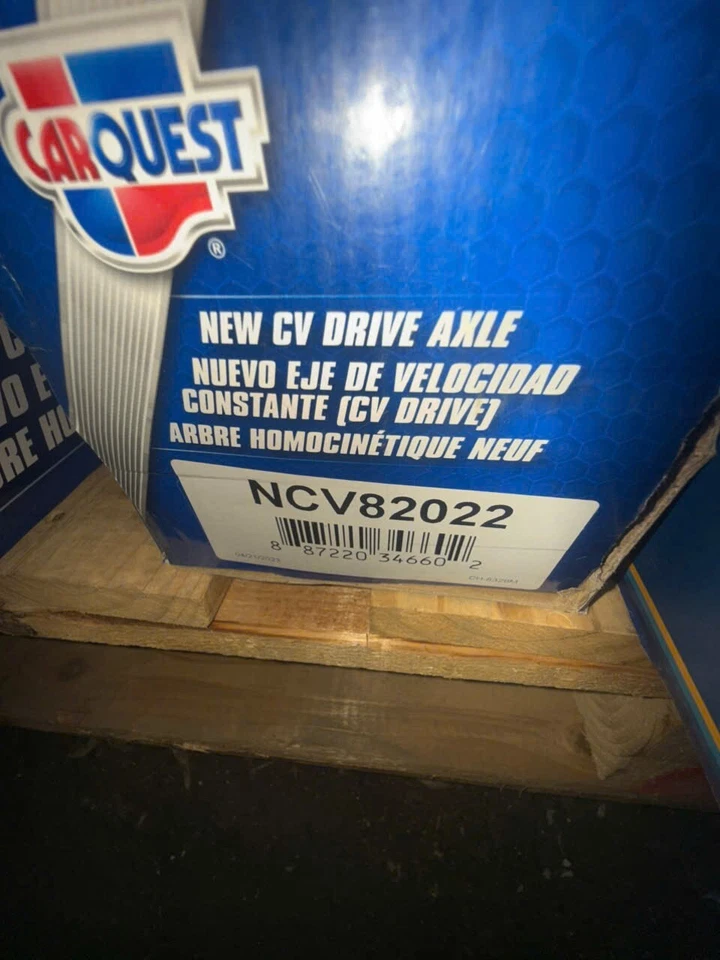 CARQUEST
®
NEW CV DRIVE AXLE
NUEVO EJE DE VELOCIDAD
CONSTANTE (CV DRIVE)
ARBRE HOMOCINÉTIQUE NEUF
NCV82022
8 87220 34660 2